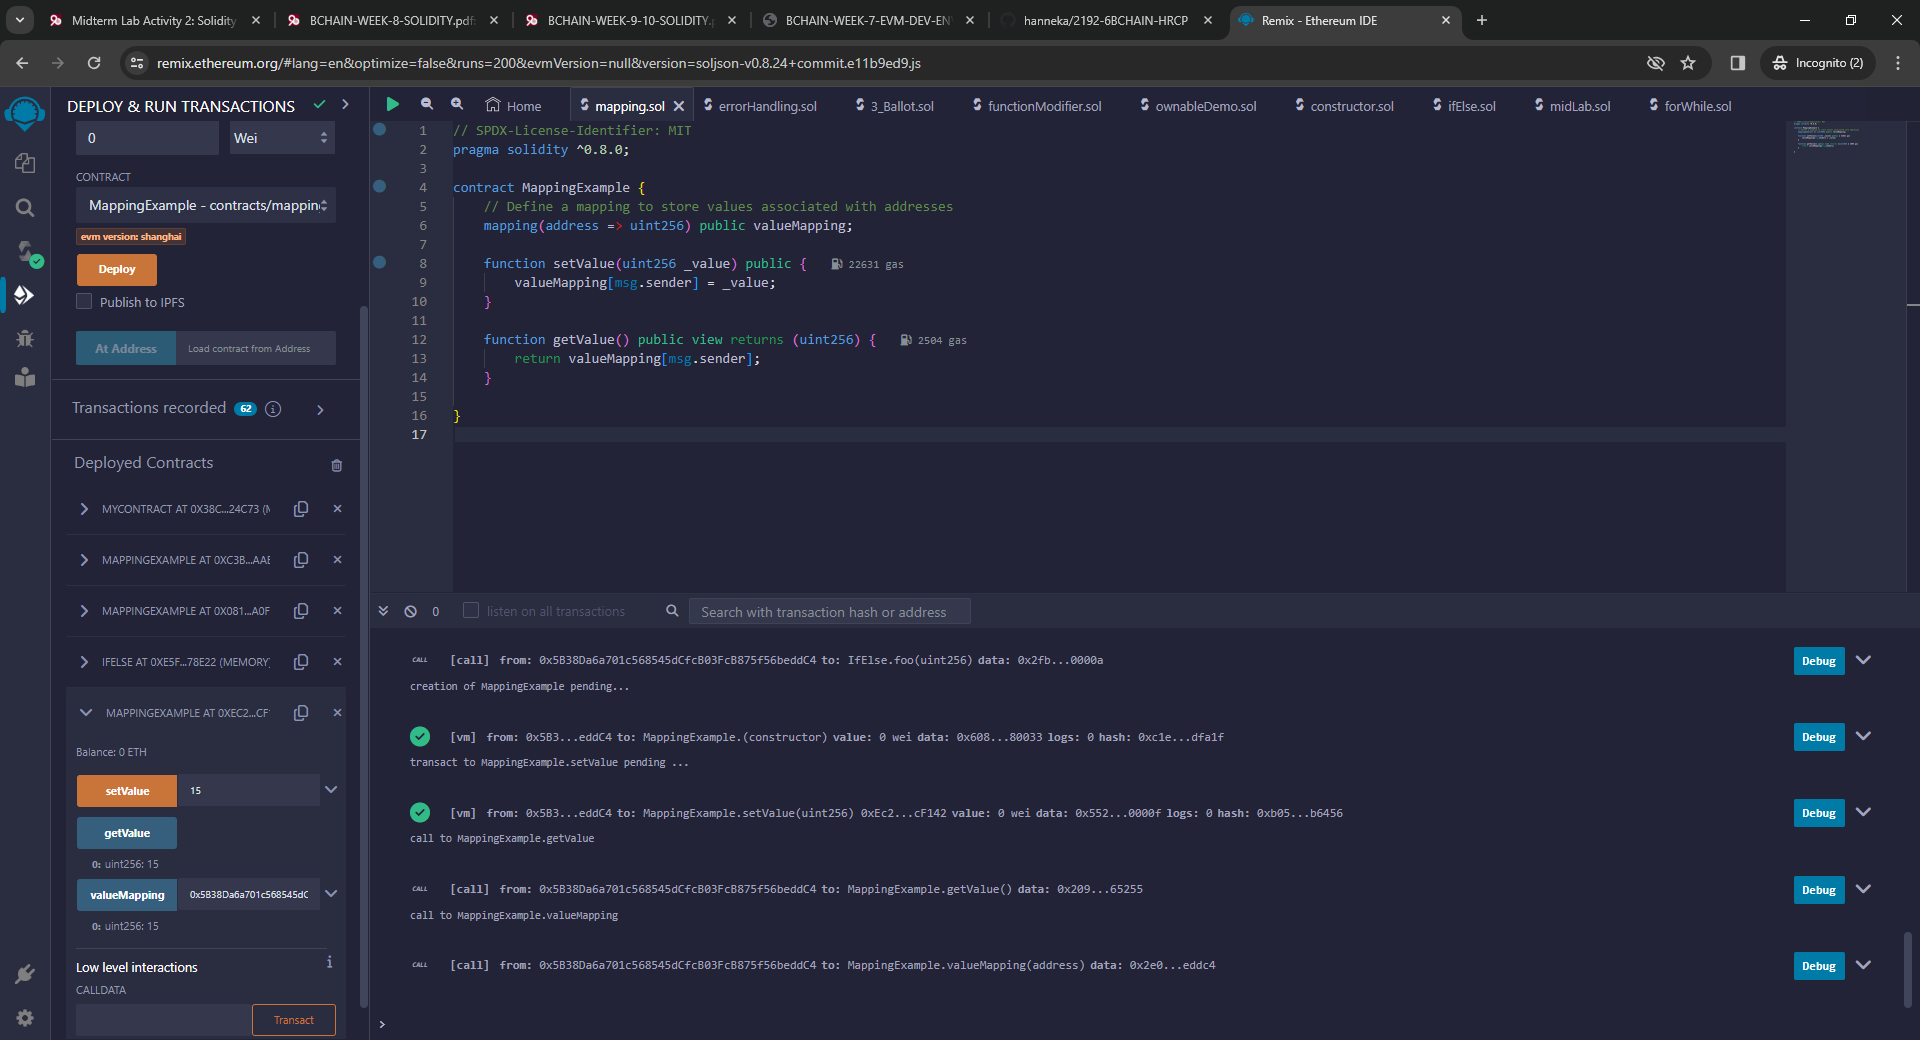 Midterm Lab Activity 2: Solidity
BCHAIN-WEEK-8-SOLIDITY.pdf
BCHAIN-WEEK-9-10-SOLIDITY.p
BCHAIN-WEEK-7-EVM-DEV-EN
hanneka/2192-6BCHAIN-HRCP
Remix - Ethereum IDE
remix.ethereum.org/#lang=en&optimize=false&runs=200&evmVersion=null&version=soljson-v0.8.24+commit.e11b9ed9.js
Incognito (2)
DEPLOY & RUN TRANSACTIONS
0
Wei
CONTRACT
MappingExample - contracts/mappin
evm version: shanghai
Deploy
Publish to IPFS
At Address
Load contract from Address
Transactions recorded 62
Deployed Contracts
MYCONTRACT AT 0X38C...24C73 (M
MAPPINGEXAMPLE AT 0XC3B...AAE
MAPPINGEXAMPLE AT 0X081...A0F
IFELSE AT 0XE5F...78E22 (MEMORY)
MAPPINGEXAMPLE AT 0XEC2...CF
Balance: 0 ETH
setValue 15
getValue
0: uint256: 15
valueMapping 0x5B38Da6a701c568545dC
0: uint256: 15
Low level interactions
CALLDATA
Transact
Home
mapping.sol
errorHandling.sol
3_Ballot.sol
functionModifier.sol
ownableDemo.sol
constructor.sol
ifElse.sol
midLab.sol
forWhile.sol
1 // SPDX-License-Identifier: MIT
2 pragma solidity ^0.8.0;
3
4 contract MappingExample {
5 // Define a mapping to store values associated with addresses
6 mapping(address => uint256) public valueMapping;
7
8 function setValue(uint256 _value) public { 22631 gas
9 valueMapping[msg.sender] = _value;
10 }
11
12 function getValue() public view returns (uint256) { 2504 gas
13 return valueMapping[msg.sender];
14 }
15
16 }
17
0 listen on all transactions Search with transaction hash or address
CALL [call] from: 0x5B38Da6a701c568545dCfcB03FcB875f56beddC4 to: IfElse.foo(uint256) data: 0x2fb...0000a Debug
creation of MappingExample pending...
[vm] from: 0x5B3...eddC4 to: MappingExample.(constructor) value: 0 wei data: 0x608...80033 logs: 0 hash: 0xc1e...dfa1f Debug
transact to MappingExample.setValue pending ...
[vm] from: 0x5B3...eddC4 to: MappingExample.setValue(uint256) 0xEc2...cF142 value: 0 wei data: 0x552...0000f logs: 0 hash: 0xb05...b6456 Debug
call to MappingExample.getValue
CALL [call] from: 0x5B38Da6a701c568545dCfcB03FcB875f56beddC4 to: MappingExample.getValue() data: 0x209...65255 Debug
call to MappingExample.valueMapping
CALL [call] from: 0x5B38Da6a701c568545dCfcB03FcB875f56beddC4 to: MappingExample.valueMapping(address) data: 0x2e0...eddc4 Debug
>